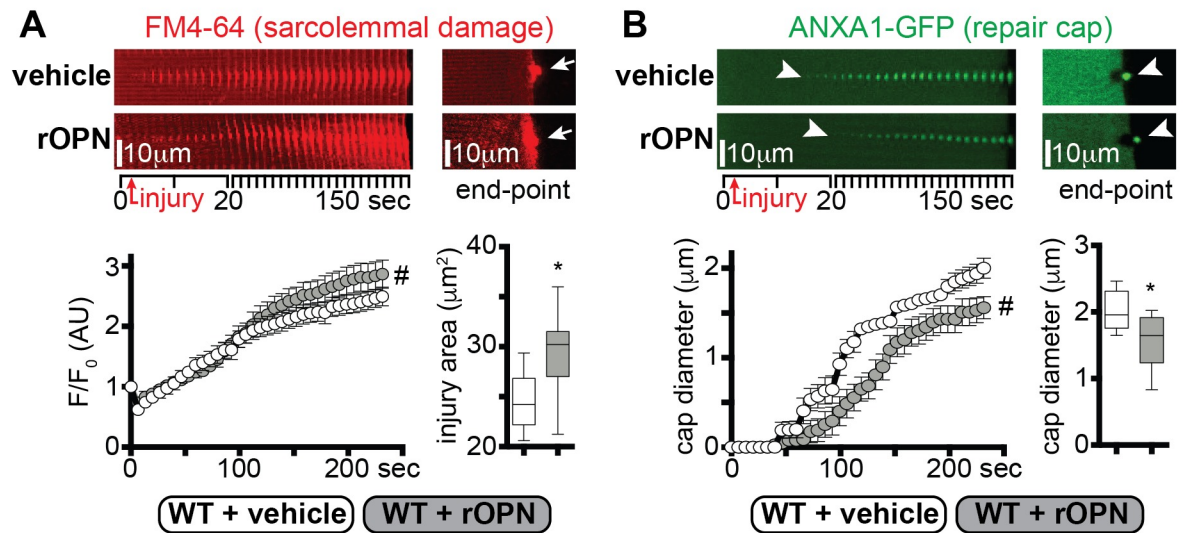 A
FM4-64 (sarcolemmal damage)
vehicle
rOPN
10μm
10μm
0 injury 20 150 sec
end-point
F/F0 (AU)
3
2
1
0
0 100 200 sec
injury area (μm²)
40
30
20
*
#
WT + vehicle
WT + rOPN
B
ANXA1-GFP (repair cap)
vehicle
rOPN
10μm
10μm
0 injury 20 150 sec
end-point
cap diameter (μm)
2
1
0
0 100 200 sec
#
cap diameter (μm)
3
2
1
0
*
WT + vehicle
WT + rOPN